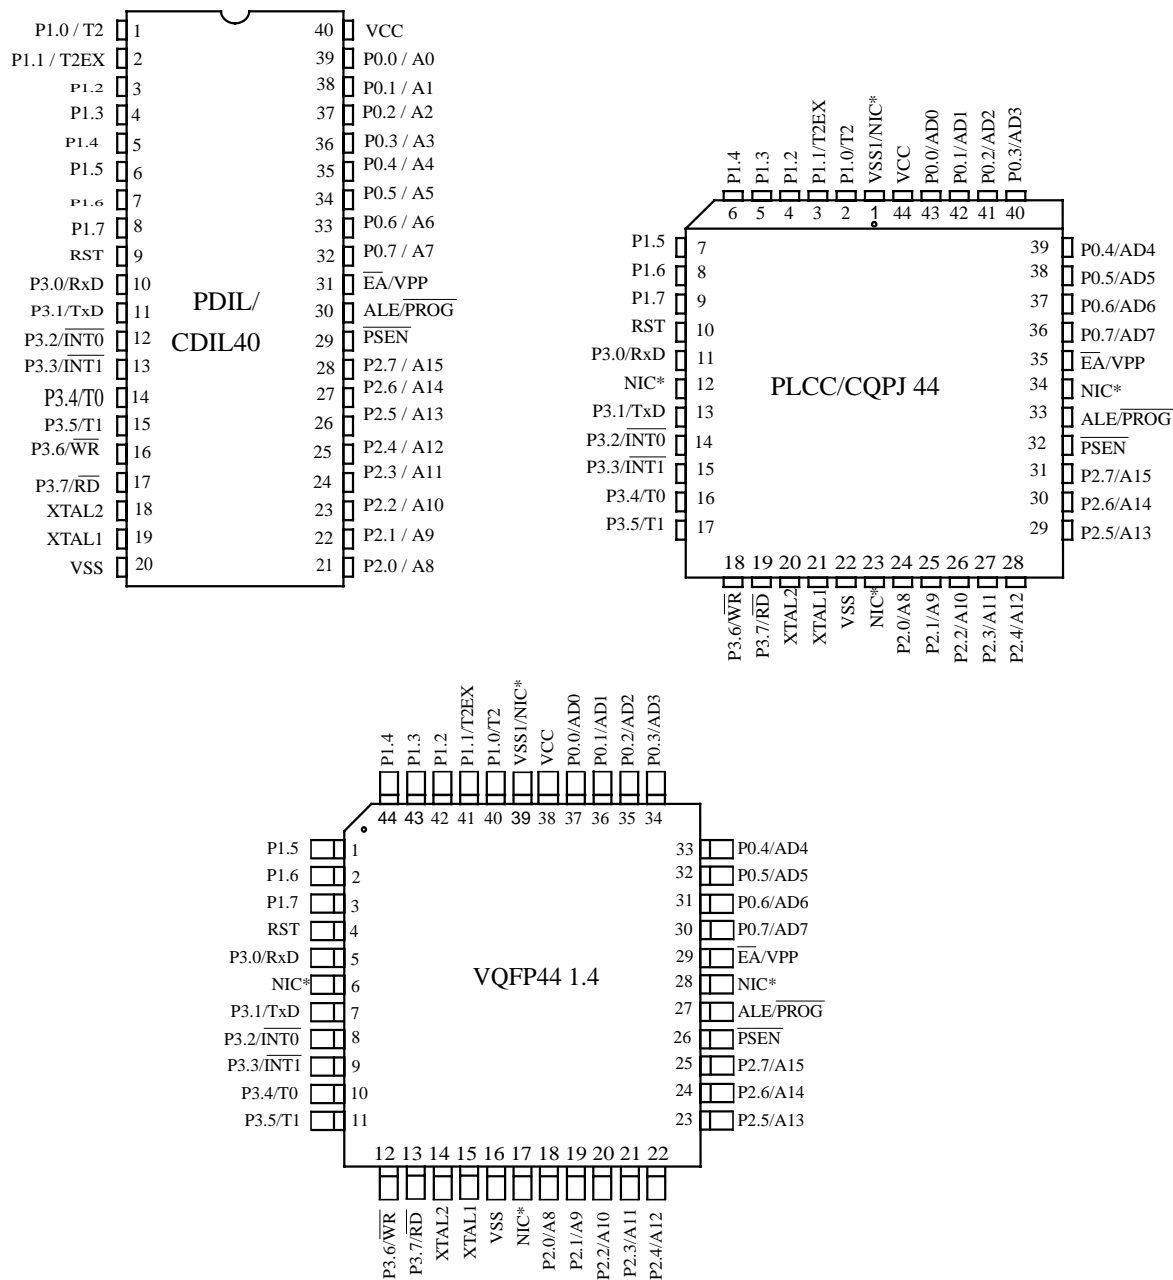 P1.0 / T2 1 40 VCC
P1.1 / T2EX 2 39 P0.0 / A0
P1.2 3 38 P0.1 / A1
P1.3 4 37 P0.2 / A2
P1.4 5 36 P0.3 / A3
P1.5 6 35 P0.4 / A4
P1.6 7 34 P0.5 / A5
P1.7 8 33 P0.6 / A6
RST 9 32 P0.7 / A7
P3.0/RxD 10 31 E̅A̅/VPP
P3.1/TxD 11 30 ALE/P̅R̅O̅G̅
P3.2/I̅N̅T̅0̅ 12 29 P̅S̅E̅N̅
P3.3/I̅N̅T̅1̅ 13 28 P2.7 / A15
P3.4/T0 14 27 P2.6 / A14
P3.5/T1 15 26 P2.5 / A13
P3.6/W̅R̅ 16 25 P2.4 / A12
P3.7/R̅D̅ 17 24 P2.3 / A11
XTAL2 18 23 P2.2 / A10
XTAL1 19 22 P2.1 / A9
VSS 20 21 P2.0 / A8
PDIL/
CDIL40
P1.4 P1.3 P1.2 P1.1/T2EX P1.0/T2 VSS1/NIC* VCC P0.0/AD0 P0.1/AD1 P0.2/AD2 P0.3/AD3
6 5 4 3 2 1 44 43 42 41 40
P1.5 7 39 P0.4/AD4
P1.6 8 38 P0.5/AD5
P1.7 9 37 P0.6/AD6
RST 10 36 P0.7/AD7
P3.0/RxD 11 35 E̅A̅/VPP
NIC* 12 34 NIC*
P3.1/TxD 13 33 ALE/P̅R̅O̅G̅
P3.2/I̅N̅T̅0̅ 14 32 P̅S̅E̅N̅
P3.3/I̅N̅T̅1̅ 15 31 P2.7/A15
P3.4/T0 16 30 P2.6/A14
P3.5/T1 17 29 P2.5/A13
PLCC/CQPJ 44
18 19 20 21 22 23 24 25 26 27 28
P3.6/W̅R̅ P3.7/R̅D̅ XTAL2 XTAL1 VSS NIC* P2.0/A8 P2.1/A9 P2.2/A10 P2.3/A11 P2.4/A12
P1.4 P1.3 P1.2 P1.1/T2EX P1.0/T2 VSS1/NIC* VCC P0.0/AD0 P0.1/AD1 P0.2/AD2 P0.3/AD3
44 43 42 41 40 39 38 37 36 35 34
P1.5 1 33 P0.4/AD4
P1.6 2 32 P0.5/AD5
P1.7 3 31 P0.6/AD6
RST 4 30 P0.7/AD7
P3.0/RxD 5 29 E̅A̅/VPP
NIC* 6 28 NIC*
P3.1/TxD 7 27 ALE/P̅R̅O̅G̅
P3.2/I̅N̅T̅0̅ 8 26 P̅S̅E̅N̅
P3.3/I̅N̅T̅1̅ 9 25 P2.7/A15
P3.4/T0 10 24 P2.6/A14
P3.5/T1 11 23 P2.5/A13
VQFP44 1.4
12 13 14 15 16 17 18 19 20 21 22
P3.6/W̅R̅ P3.7/R̅D̅ XTAL2 XTAL1 VSS NIC* P2.0/A8 P2.1/A9 P2.2/A10 P2.3/A11 P2.4/A12